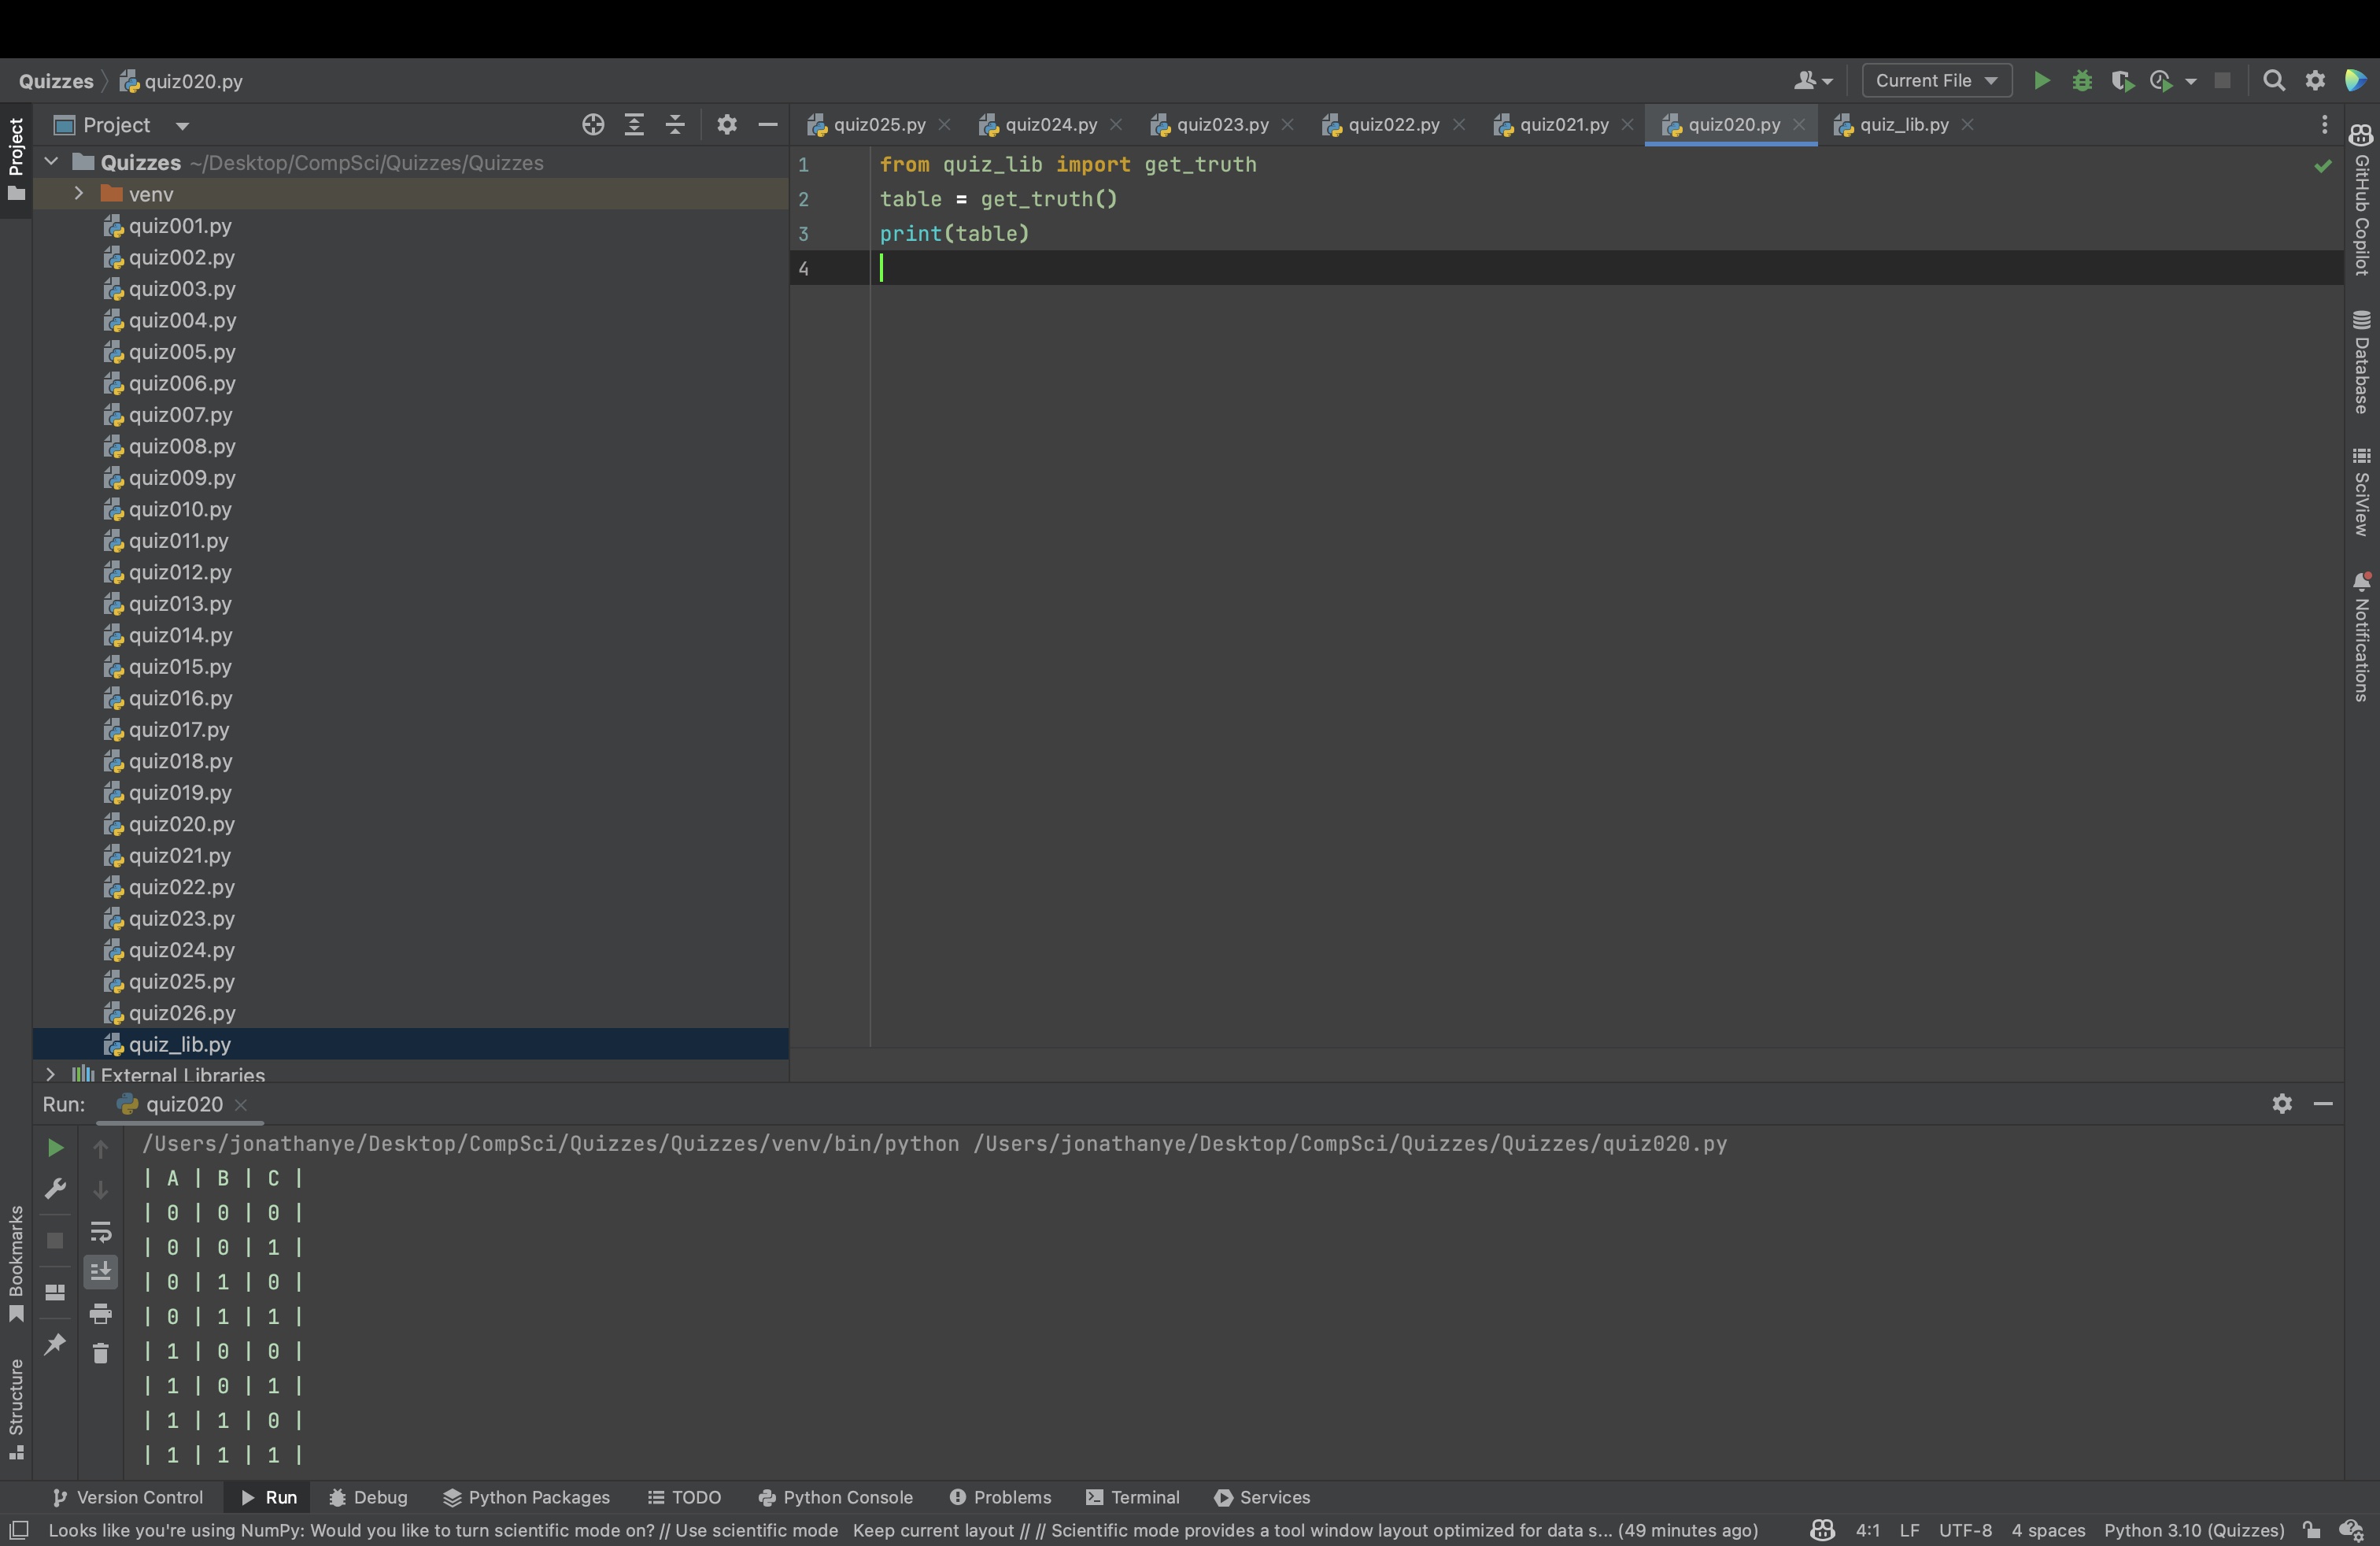 Quizzes quiz020.py
Current File
Project
Project
Quizzes ~/Desktop/CompSci/Quizzes/Quizzes
venv
quiz001.py
quiz002.py
quiz003.py
quiz004.py
quiz005.py
quiz006.py
quiz007.py
quiz008.py
quiz009.py
quiz010.py
quiz011.py
quiz012.py
quiz013.py
quiz014.py
quiz015.py
quiz016.py
quiz017.py
quiz018.py
quiz019.py
quiz020.py
quiz021.py
quiz022.py
quiz023.py
quiz024.py
quiz025.py
quiz026.py
quiz_lib.py
External Libraries
quiz025.py quiz024.py quiz023.py quiz022.py quiz021.py quiz020.py quiz_lib.py
1 from quiz_lib import get_truth
2 table = get_truth()
3 print(table)
4
GitHub Copilot
Database
SciView
Notifications
Run: quiz020
/Users/jonathanye/Desktop/CompSci/Quizzes/Quizzes/venv/bin/python /Users/jonathanye/Desktop/CompSci/Quizzes/Quizzes/quiz020.py
| A | B | C |
| 0 | 0 | 0 |
| 0 | 0 | 1 |
| 0 | 1 | 0 |
| 0 | 1 | 1 |
| 1 | 0 | 0 |
| 1 | 0 | 1 |
| 1 | 1 | 0 |
| 1 | 1 | 1 |
Bookmarks
Structure
Version Control Run Debug Python Packages TODO Python Console Problems Terminal Services
Looks like you're using NumPy: Would you like to turn scientific mode on? // Use scientific mode Keep current layout // // Scientific mode provides a tool window layout optimized for data s... (49 minutes ago) 4:1 LF UTF-8 4 spaces Python 3.10 (Quizzes)